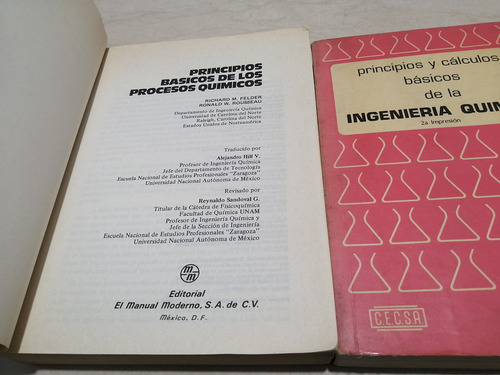 PRINCIPIOS
BASICOS DE LOS
PROCESOS QUIMICOS
RICHARD M. FELDER
RONALD W. ROUSSEAU
Departamento de Ingeniería Química
Universidad de Carolina del Norte
Raleigh, Carolina del Norte
Estados Unidos de Norteamérica
Traducido por
Alejandro Hill V.
Profesor de Ingeniería Química
Jefe del Departamento de Tecnología
Escuela Nacional de Estudios Profesionales "Zaragoza"
Universidad Nacional Autónoma de México
Revisado por
Reynaldo Sandoval G.
Titular de la Cátedra de Fisicoquímica
Facultad de Química UNAM
Profesor de Ingeniería Química y
Jefe de la Sección de Ingeniería
Escuela Nacional de Estudios Profesionales "Zaragoza"
Universidad Nacional Autónoma de México
Editorial
El Manual Moderno, S.A. de C.V.
México, D.F.
principios y cálculos
básicos
de la
INGENIERIA QUIM
2a Impresión
C.E.C.S.A.